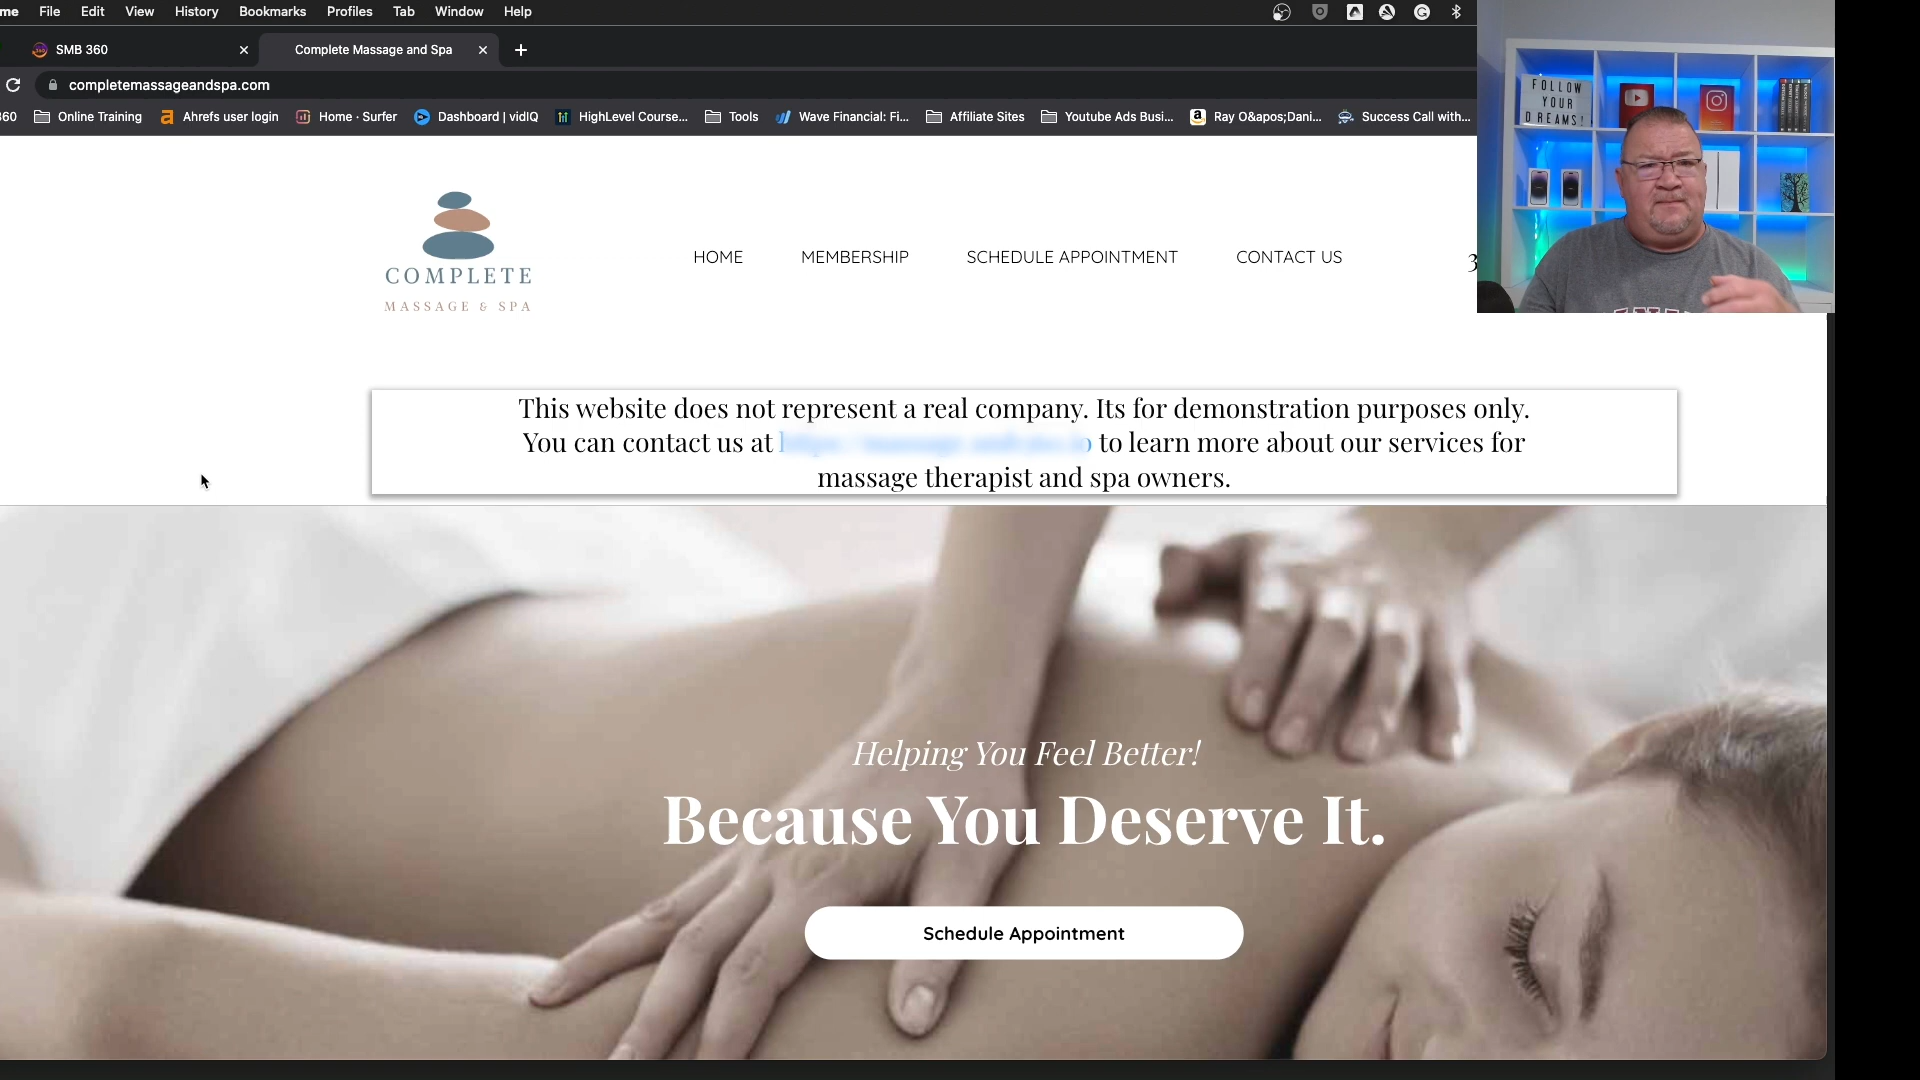 me File Edit View History Bookmarks Profiles Tab Window Help
SMB 360
Complete Massage and Spa
completemassageandspa.com
360 Online Training Ahrefs user login Home · Surfer Dashboard | vidIQ HighLevel Course... Tools Wave Financial: Fi... Affiliate Sites Youtube Ads Busi... Ray O&apos;Dani... Success Call with...
FOLLOW
YOUR
DREAMS!
COMPLETE
MASSAGE & SPA
HOME MEMBERSHIP SCHEDULE APPOINTMENT CONTACT US 3
This website does not represent a real company. Its for demonstration purposes only.
You can contact us at to learn more about our services for
massage therapist and spa owners.
Helping You Feel Better!
Because You Deserve It.
Schedule Appointment